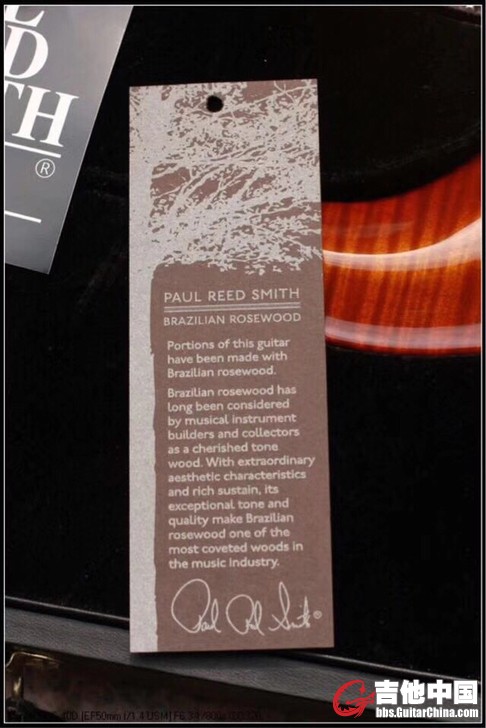 L
D
TH
®
PAUL REED SMITH
BRAZILIAN ROSEWOOD
Portions of this guitar
have been made with
Brazilian rosewood.
Brazilian rosewood has
long been considered
by musical instrument
builders and collectors
as a cherished tone
wood. With extraordinary
aesthetic characteristics
and rich sustain, its
exceptional tone and
quality make Brazilian
rosewood one of the
most coveted woods in
the music industry.
Paul Reed Smith®
吉他中国
bbs.GuitarChina.com